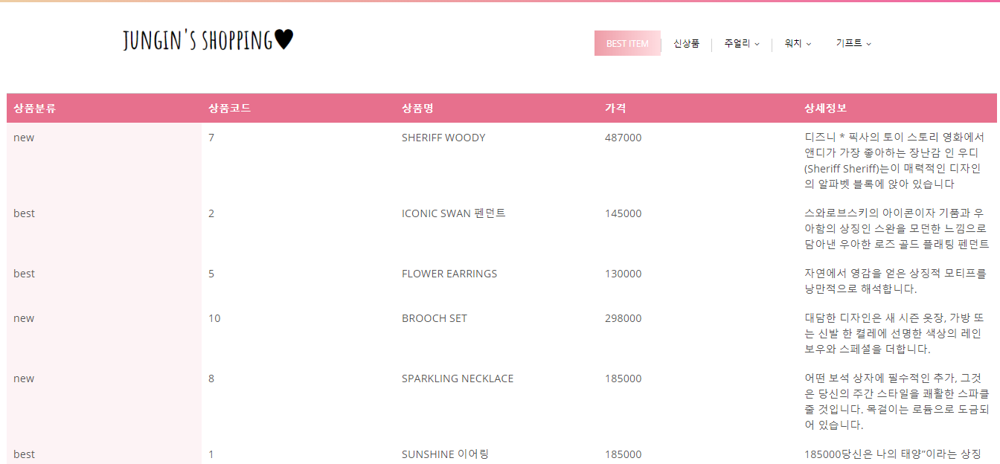 JUNGIN'S SHOPPING♥
BEST ITEM 신상품 주얼리 워치 기프트
상품분류 상품코드 상품명 가격 상세정보
new 7 SHERIFF WOODY 487000 디즈니 * 픽사의 토이 스토리 영화에서
앤디가 가장 좋아하는 장난감 인 우디
(Sheriff Sheriff)는이 매력적인 디자인
의 알파벳 블록에 앉아 있습니다
best 2 ICONIC SWAN 펜던트 145000 스와로브스키의 아이콘이자 기품과 우
아함의 상징인 스완을 모던한 느낌으로
담아낸 우아한 로즈 골드 플래팅 펜던트
best 5 FLOWER EARRINGS 130000 자연에서 영감을 얻은 상징적 모티프를
낭만적으로 해석합니다.
new 10 BROOCH SET 298000 대담한 디자인은 새 시즌 옷장, 가방 또
는 신발 한 켤레에 선명한 색상의 레인
보우와 스페셜을 더합니다.
new 8 SPARKLING NECKLACE 185000 어떤 보석 상자에 필수적인 추가, 그것
은 당신의 주간 스타일을 쾌활한 스파클
줄 것입니다. 목걸이는 로듐으로 도금되
어 있습니다.
best 1 SUNSHINE 이어링 185000 185000당신은 나의 태양”이라는 상징